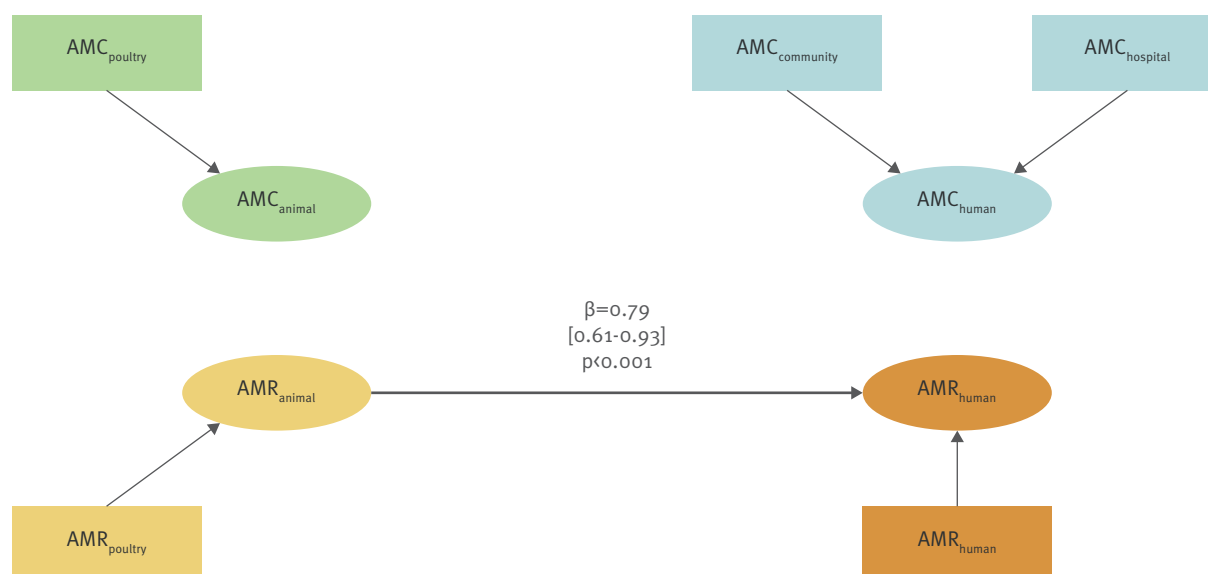 AMCpoultry
AMCcommunity
AMChospital
AMCanimal
AMChuman
β=0.79
[0.61-0.93]
p<0.001
AMRanimal
AMRhuman
AMRpoultry
AMRhuman